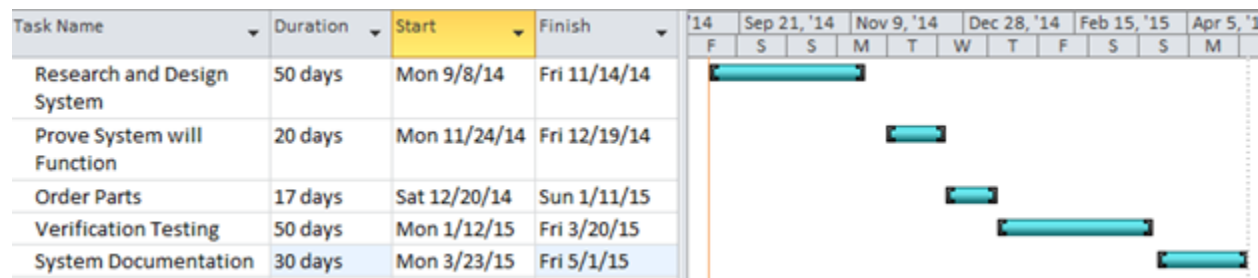 Task Name Duration Start Finish '14 Sep 21, '14 Nov 9, '14 Dec 28, '14 Feb 15, '15 Apr 5, '1
F S S M T W T F S S M
Research and Design 50 days Mon 9/8/14 Fri 11/14/14
System
Prove System will 20 days Mon 11/24/14 Fri 12/19/14
Function
Order Parts 17 days Sat 12/20/14 Sun 1/11/15
Verification Testing 50 days Mon 1/12/15 Fri 3/20/15
System Documentation 30 days Mon 3/23/15 Fri 5/1/15